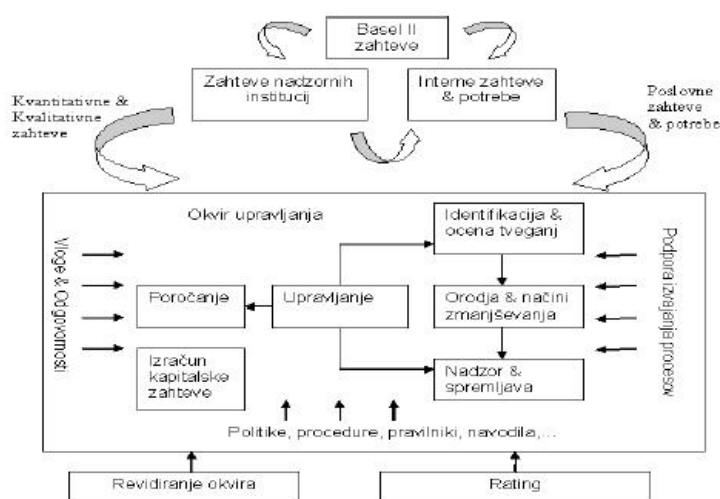 Basel II
zahteve
Zahteve nadzornih
institucij
Interne zahteve
& potrebe
Kvantitativne &
Kvalitativne
zahteve
Poslovne
zahteve
& potrebe
Okvir upravljanja
Identifikacija &
ocena tveganj
Vloge & Odgovornosti
Poročanje
Upravljanje
Orodja & načini
zmanjševanja
Podpora izvajanja procesov
Izračun
kapitalske
zahteve
Nadzor &
spremljava
Politike, procedure, pravilniki, navodila,...
Revidiranje okvira
Rating